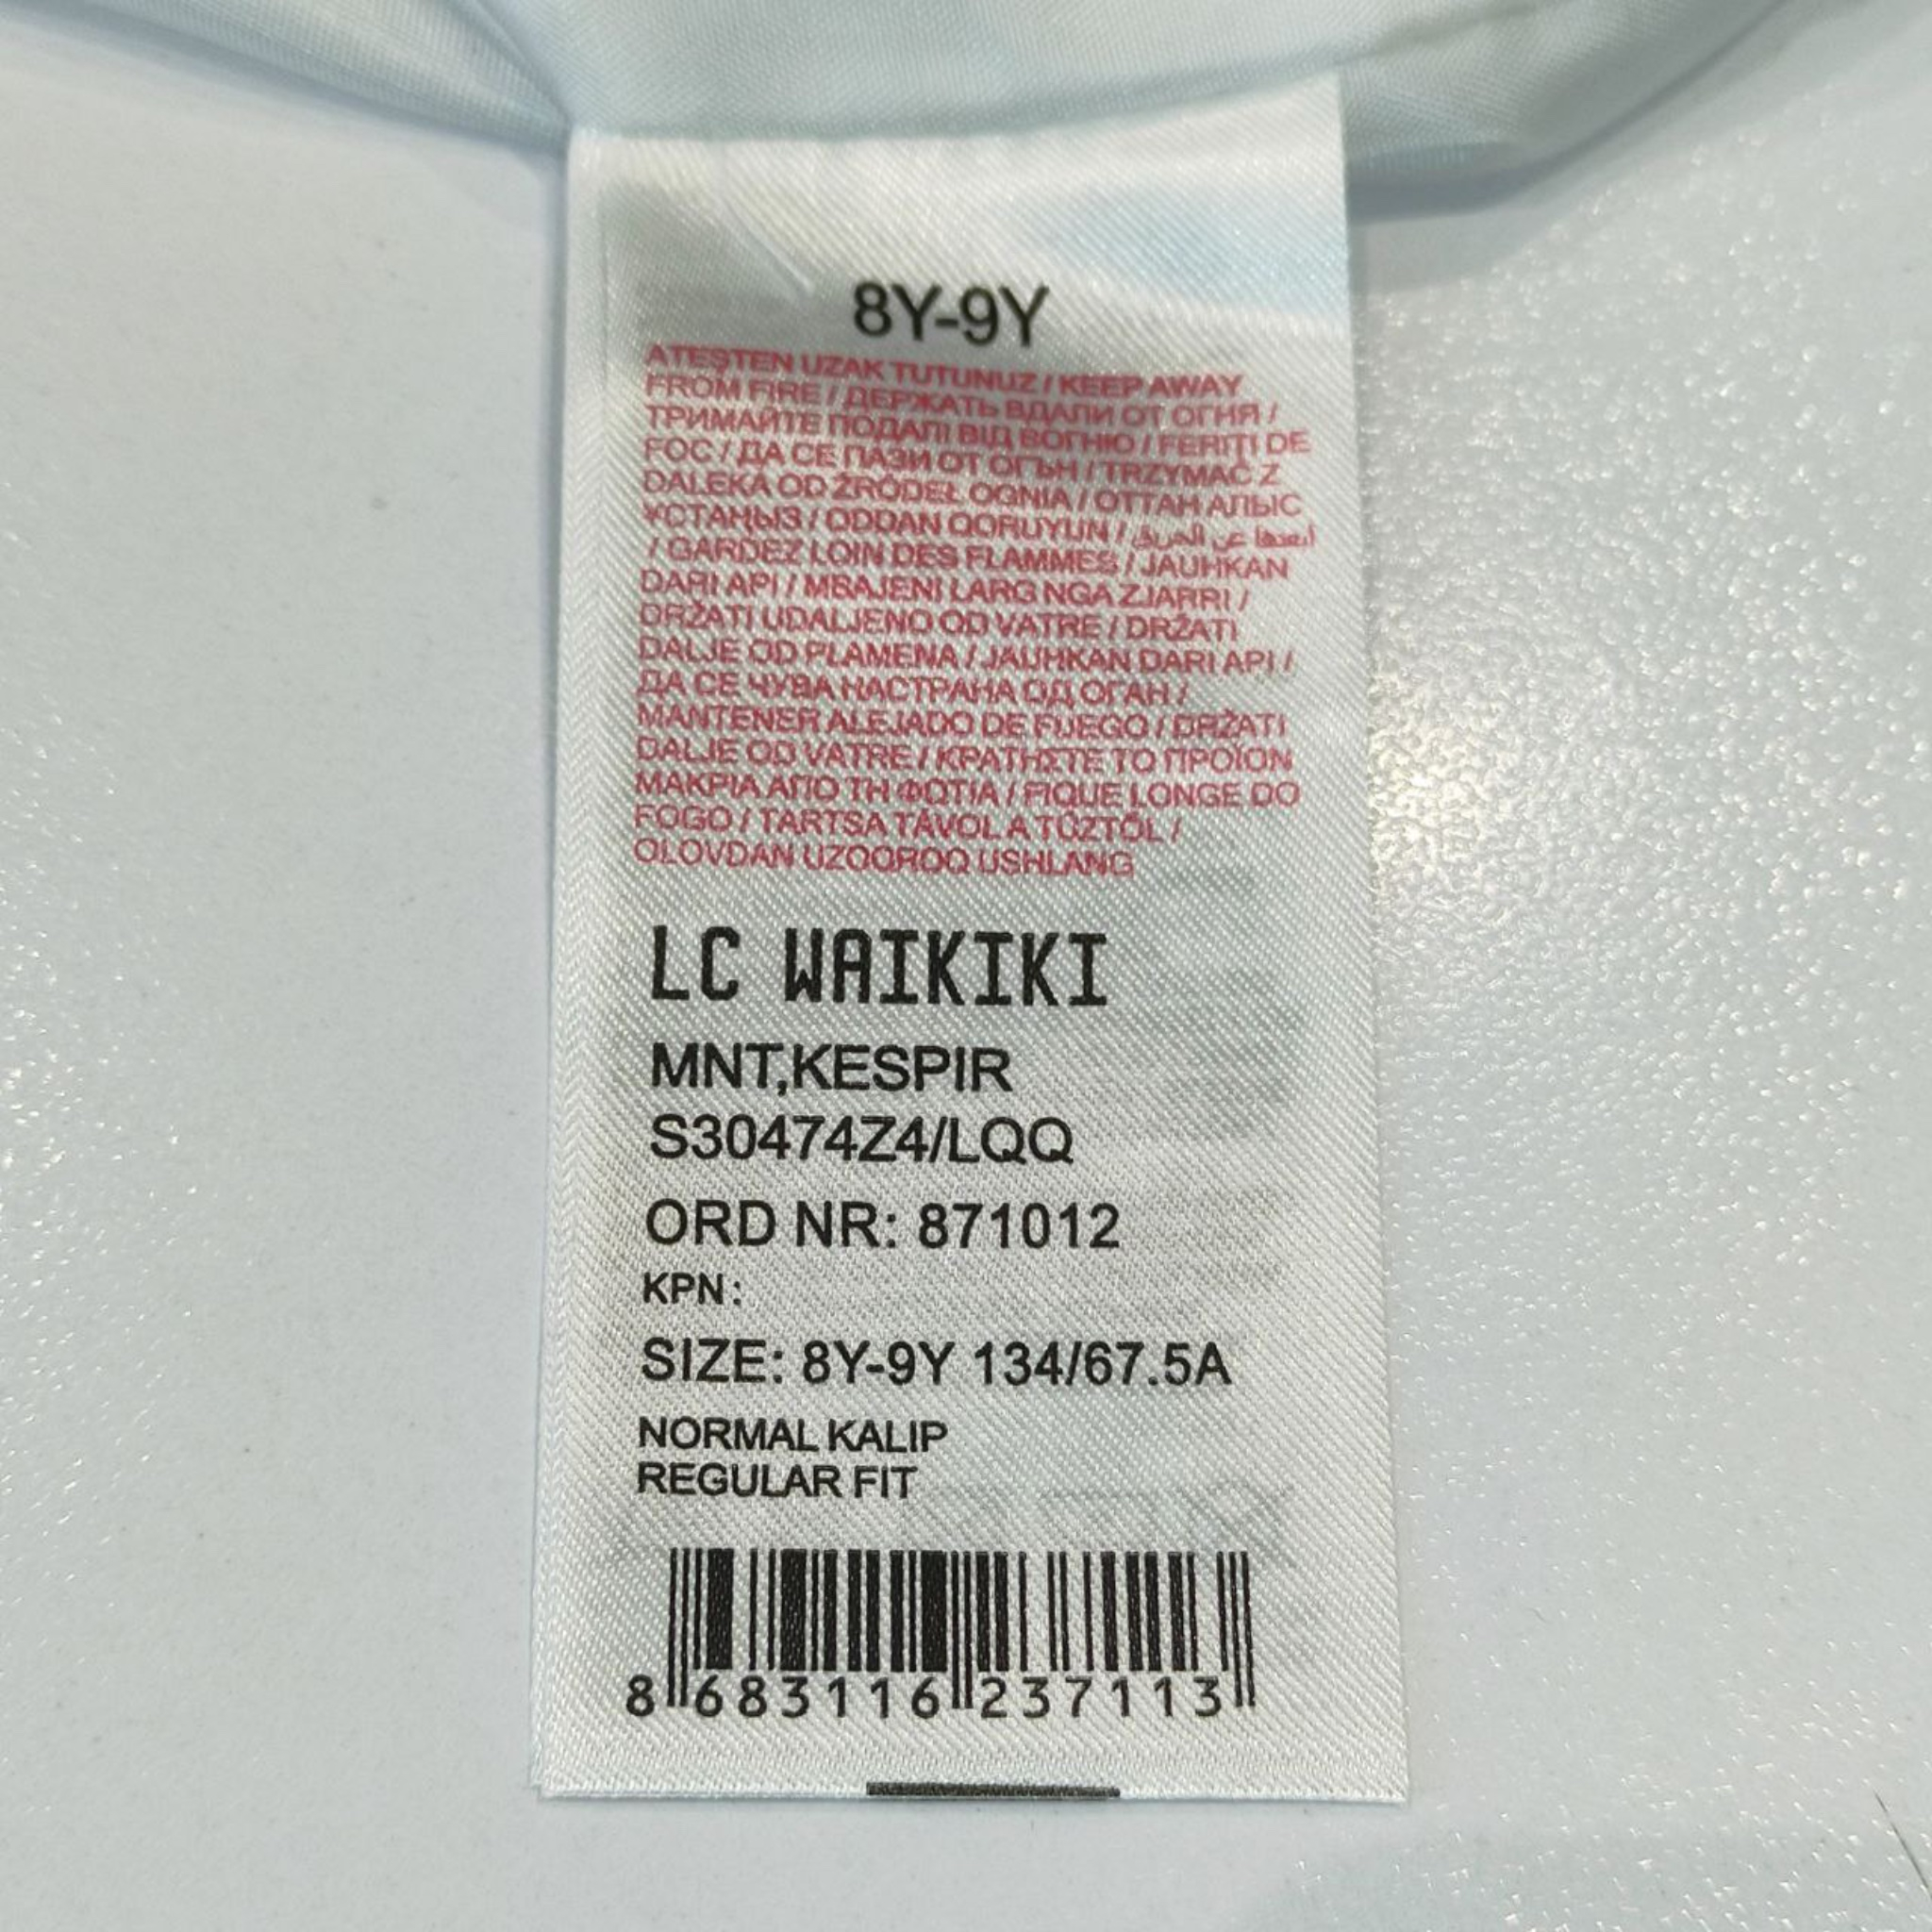 8Y-9Y
ATEŞTEN UZAK TUTUNUZ / KEEP AWAY
FROM FIRE / ДЕРЖАТЬ ВДАЛИ ОТ ОГНЯ /
ТРИМАЙТЕ ПОДАЛІ ВІД ВОГНЮ / FERIȚI DE
FOC / ДА СЕ ПАЗИ ОТ ОГЪН / TRZYMAĆ Z
DALEKA OD ŹRÓDEŁ OGNIA / ОТТАН АЛЫС
ҰСТАҢЫЗ / ODDAN QORUYUN / ابعدها عن الحريق
/ GARDEZ LOIN DES FLAMMES / JAUHKAN
DARI API / MBAJENI LARG NGA ZJARRI /
DRŽATI UDALJENO OD VATRE / DRŽATI
DALJE OD PLAMENA / JAUHKAN DARI API /
ДА СЕ ЧУВА НАСТРАНА ОД ОГАН /
MANTENER ALEJADO DE FUEGO / DRŽATI
DALJE OD VATRE / ΚΡΑΤΗΣΤΕ ΤΟ ΠΡΟΪΟΝ
ΜΑΚΡΙΑ ΑΠΟ ΤΗ ΦΩΤΙΑ / FIQUE LONGE DO
FOGO / TARTSA TÁVOL A TŰZTŐL /
OLOVDAN UZOQROQ USHLANG
LC WAIKIKI
MNT,KESPIR
S30474Z4/LQQ
ORD NR: 871012
KPN :
SIZE: 8Y-9Y 134/67.5A
NORMAL KALIP
REGULAR FIT
8 683116 237113